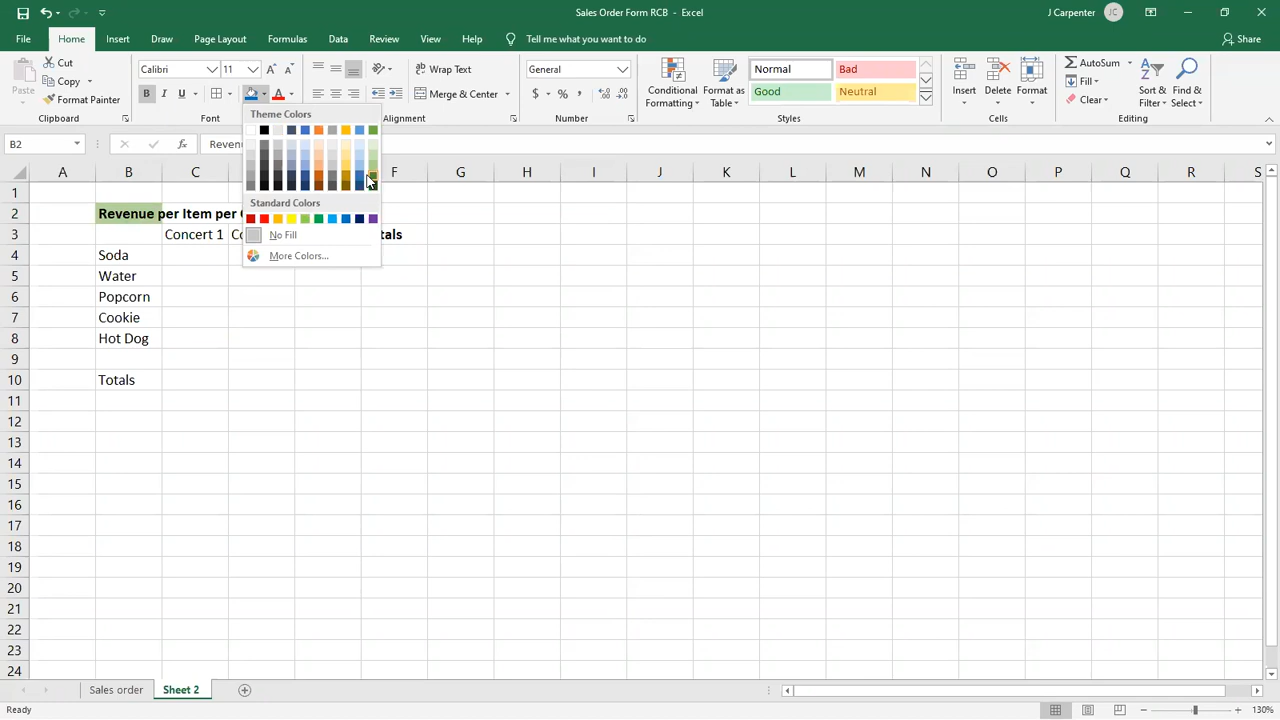 Sales Order Form RCB - Excel
J Carpenter JC
File Home Insert Draw Page Layout Formulas Data Review View Help Tell me what you want to do Share
Paste Cut Copy Format Painter
Clipboard
Calibri 11
B I U A
Font
Wrap Text
Merge & Center
Alignment
General
$ % ,
Number
Conditional Formatting
Format as Table
Normal Bad
Good Neutral
Styles
Insert Delete Format
Cells
AutoSum
Fill
Clear
Sort & Filter
Find & Select
Editing
B2 fx
Theme Colors
Standard Colors
No Fill
More Colors...
A B C F G H I J K L M N O P Q R S
1
2 Revenue per Item per
3 Concert 1
4 Soda
5 Water
6 Popcorn
7 Cookie
8 Hot Dog
9
10 Totals
11
12
13
14
15
16
17
18
19
20
21
22
23
24
Sales order Sheet 2
Ready 130%